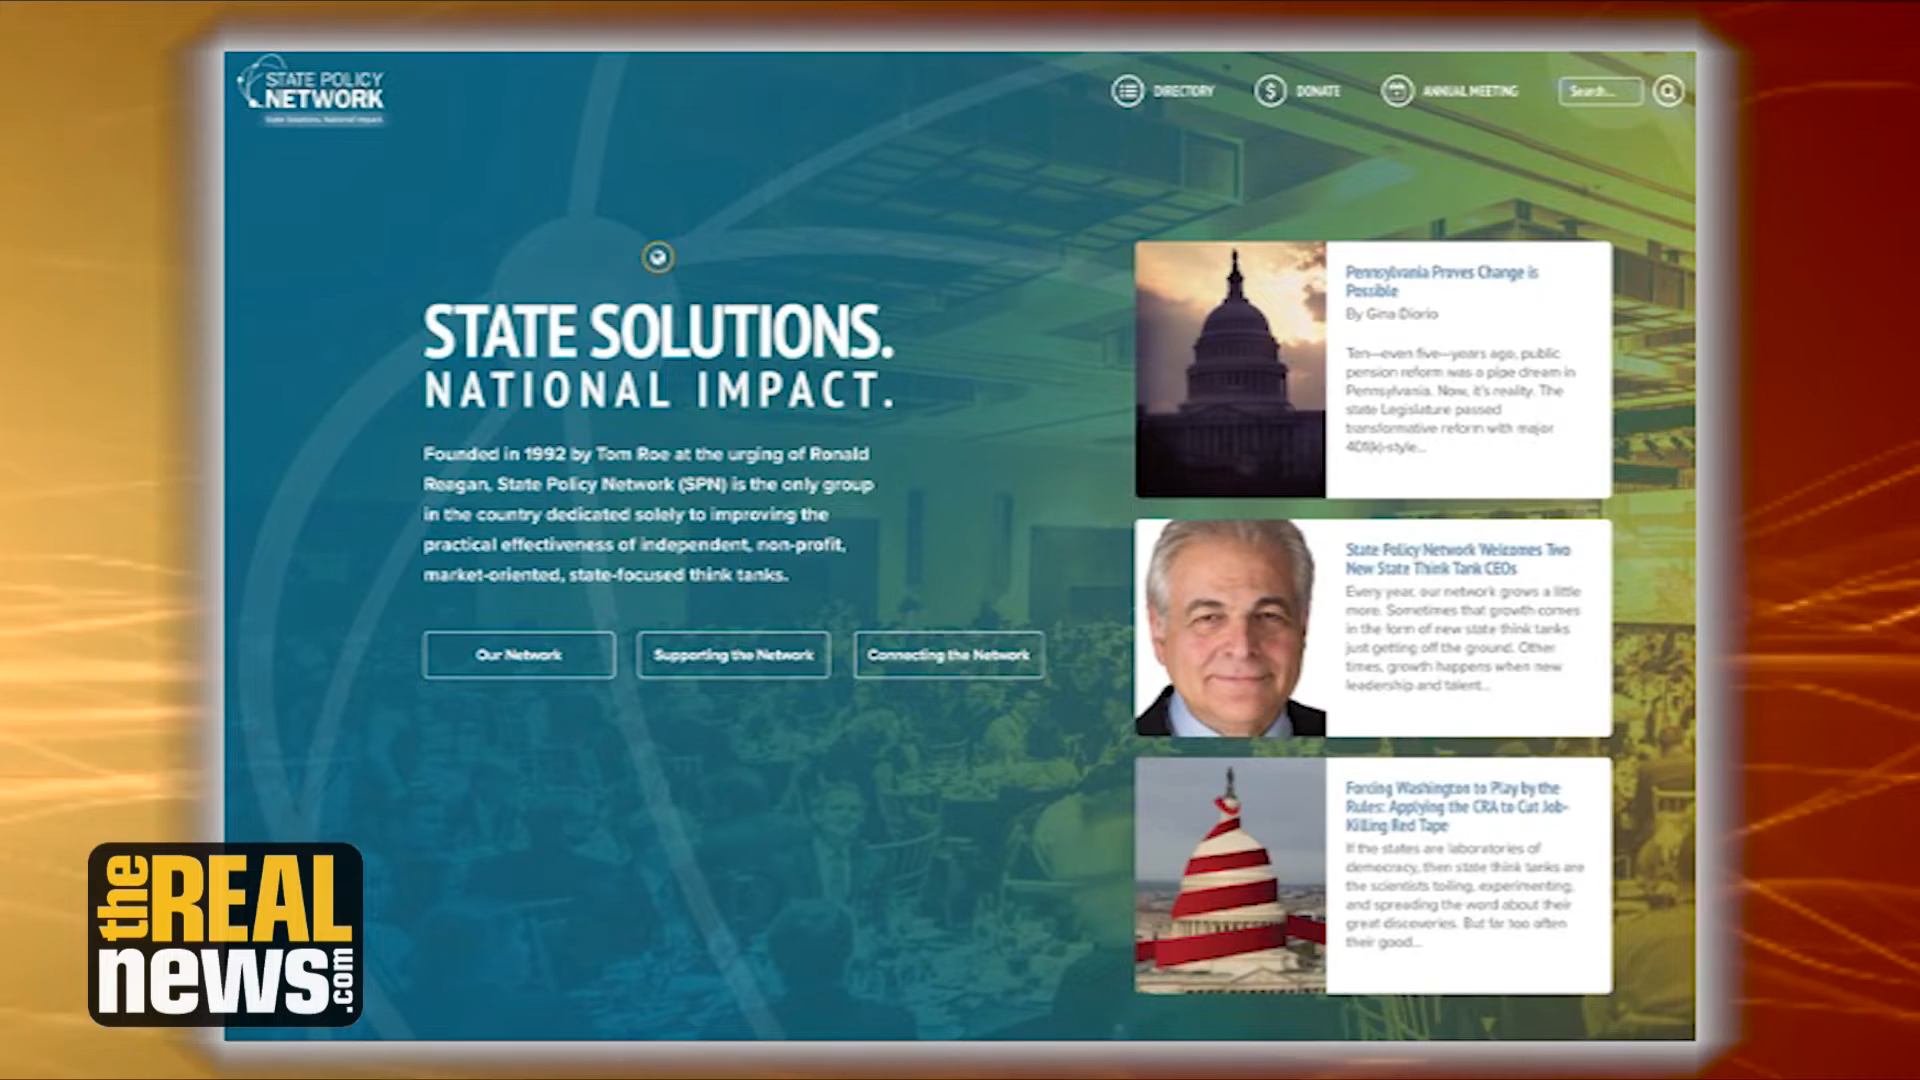 STATE POLICY
NETWORK
State Solutions. National Impact.
DIRECTORY
DONATE
ANNUAL MEETING
Search...
STATE SOLUTIONS.
NATIONAL IMPACT.
Founded in 1992 by Tom Roe at the urging of Ronald
Reagan, State Policy Network (SPN) is the only group
in the country dedicated solely to improving the
practical effectiveness of independent, non-profit,
market-oriented, state-focused think tanks.
Our Network
Supporting the Network
Connecting the Network
Pennsylvania Proves Change is
Possible
By Gina Diorio
Ten—even five—years ago, public
pension reform was a pipe dream in
Pennsylvania. Now, it's reality. The
state Legislature passed
transformative reform with major
401(k)-style...
State Policy Network Welcomes Two
New State Think Tank CEOs
Every year, our network grows a little
more. Sometimes that growth comes
in the form of new state think tanks
just getting off the ground. Other
times, growth happens when new
leadership and talent...
Forcing Washington to Play by the
Rules: Applying the CRA to Cut Job-
Killing Red Tape
If the states are laboratories of
democracy, then state think tanks are
the scientists toiling, experimenting,
and spreading the word about their
great discoveries. But far too often
their good...
the REAL
news.com